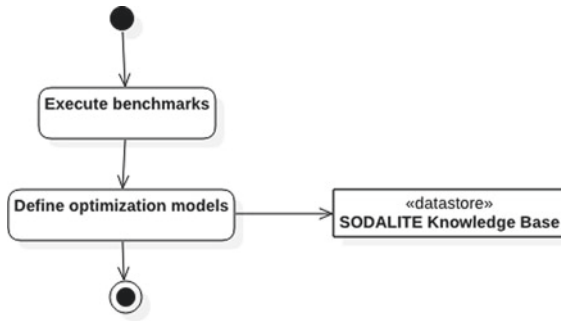 Execute benchmarks
Define optimization models
«datastore»
SODALITE Knowledge Base